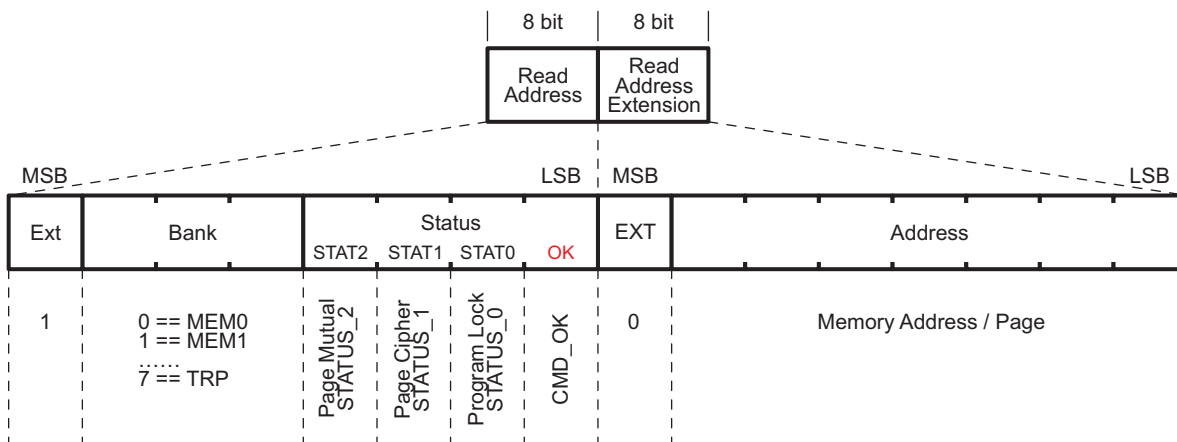 8 bit 8 bit
Read
Address
Read
Address
Extension
MSB LSB MSB LSB
Ext Bank Status EXT Address
STAT2 STAT1 STAT0 OK
1
0 == MEM0
1 == MEM1
......
7 == TRP
Page Mutual
STATUS_2
Page Cipher
STATUS_1
Program Lock
STATUS_0
CMD_OK
0
Memory Address / Page